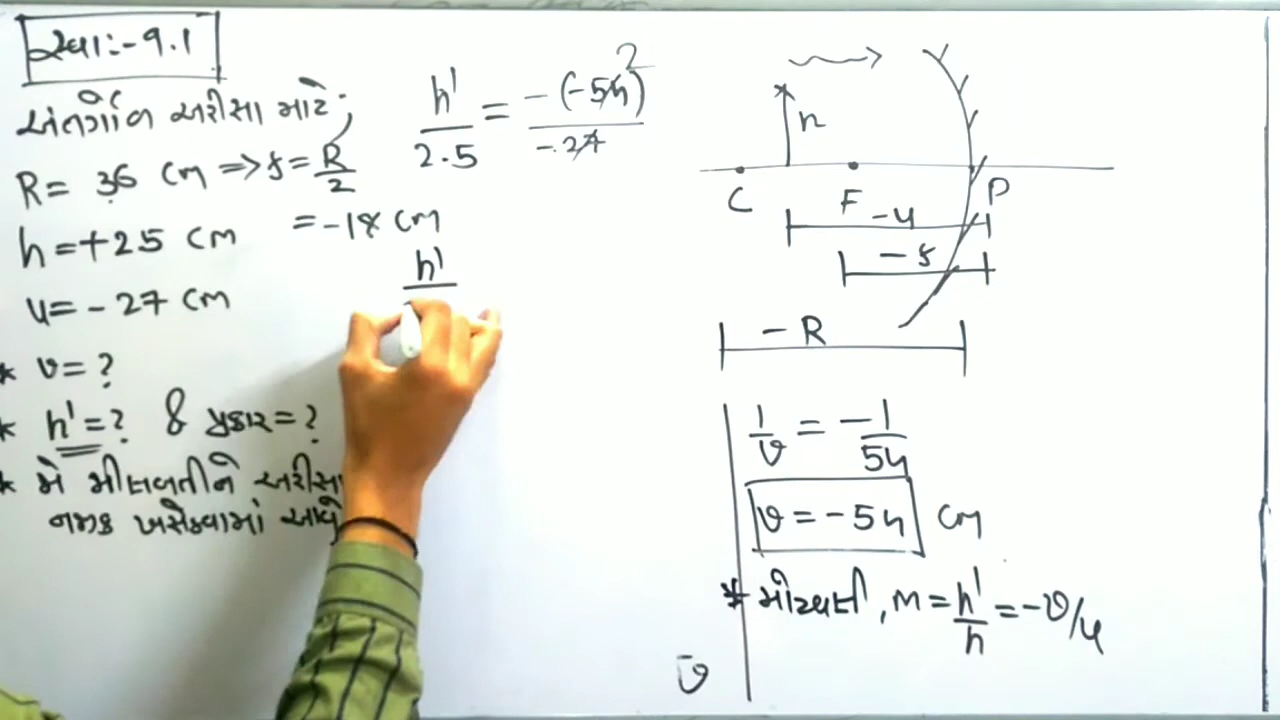 સ્વા:-9.1
અંતર્ગોળ અરીસા માટે;
R = 36 cm => f = R/2
= -18 cm
h = +2.5 cm
u = - 27 cm
* v = ?
* h' = ? & પ્રકાર = ?
* જો મીણબત્તીને અરીસા
નજીક ખસેડવામાં આવે
h'/2.5 = -(-54)/-27 2
h'
h
C F P
-u
-f
-R
1/v = -1/54
v = -54 cm
* મોટવણી, m = h'/h = -v/u
v